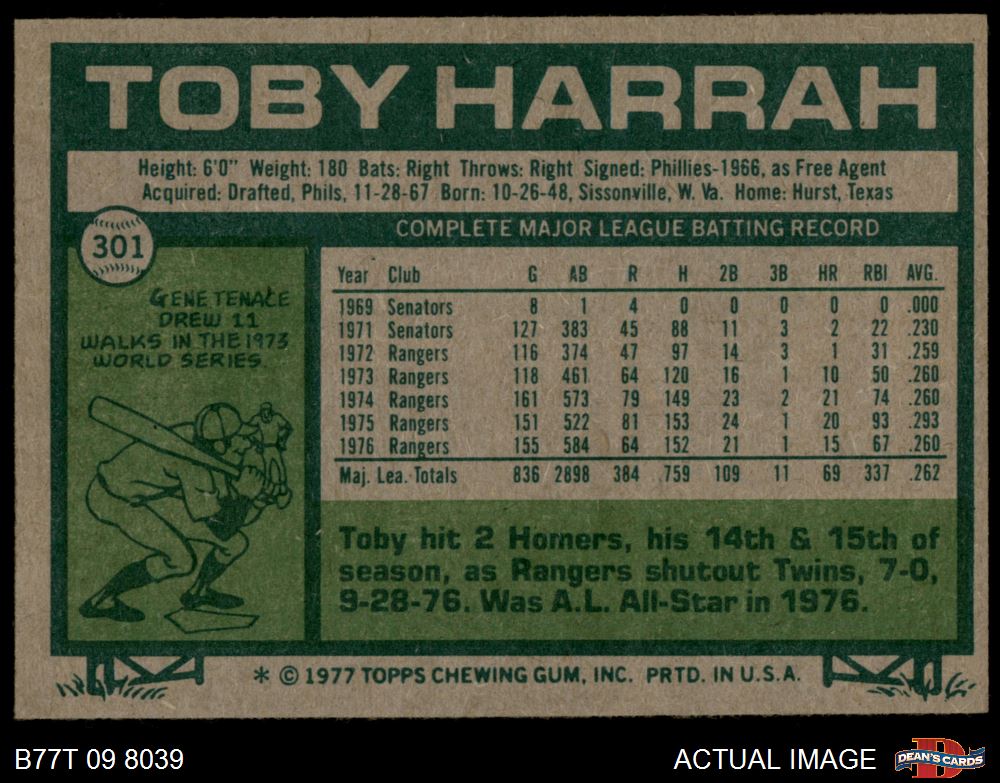 TOBY HARRAH
Height: 6'0" Weight: 180 Bats: Right Throws: Right Signed: Phillies-1966, as Free Agent
Acquired: Drafted, Phils, 11-28-67 Born: 10-26-48, Sissonville, W. Va. Home: Hurst, Texas
301
GENE TENACE
DREW 11
WALKS IN THE 1973
WORLD SERIES
COMPLETE MAJOR LEAGUE BATTING RECORD
Year Club G AB R H 2B 3B HR RBI AVG.
1969 Senators 8 1 4 0 0 0 0 0 .000
1971 Senators 127 383 45 88 11 3 2 22 .230
1972 Rangers 116 374 47 97 14 3 1 31 .259
1973 Rangers 118 461 64 120 16 1 10 50 .260
1974 Rangers 161 573 79 149 23 2 21 74 .260
1975 Rangers 151 522 81 153 24 1 20 93 .293
1976 Rangers 155 584 64 152 21 1 15 67 .260
Maj. Lea. Totals 836 2898 384 759 109 11 69 337 .262
Toby hit 2 Homers, his 14th & 15th of
season, as Rangers shutout Twins, 7-0,
9-28-76. Was A.L. All-Star in 1976.
* © 1977 TOPPS CHEWING GUM, INC. PRTD. IN U.S.A.
B77T 09 8039
ACTUAL IMAGE
D
DEAN'S CARDS